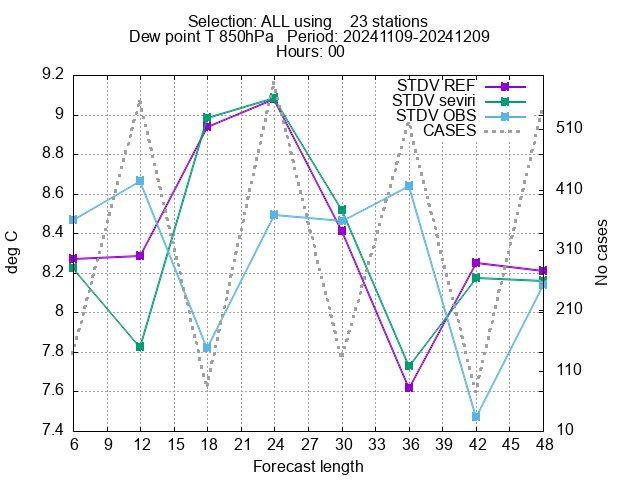 Selection: ALL using    23 stations
Dew point T 850hPa   Period: 20241109-20241209
Hours: 00
STDV REF
STDV seviri
STDV OBS
CASES
9.2
9
8.8
8.6
8.4
8.2
8
7.8
7.6
7.4
deg C
510
410
310
210
110
10
No cases
6 12 18 24 27 30 33 36 39 42 45 48
Forecast length